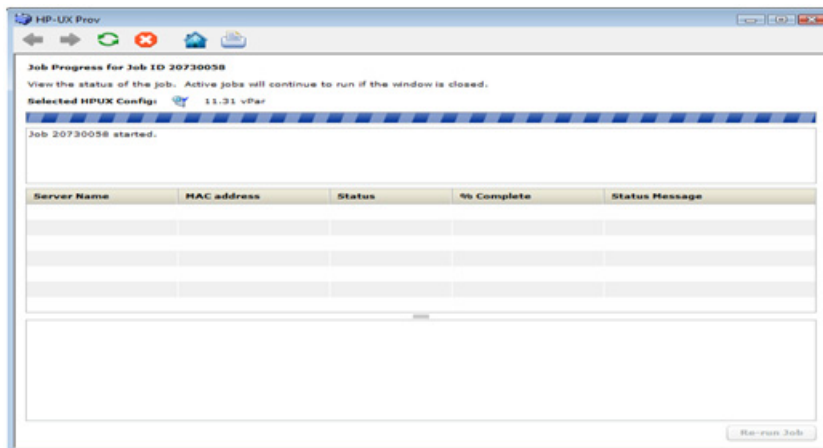 HP-UX Prov
Job Progress for Job ID 20730058
View the status of the job. Active jobs will continue to run if the window is closed.
Selected HPUX Config: 11.31 vPar
Job 20730058 started.
Server Name MAC address Status % Complete Status Message
Re-run Job